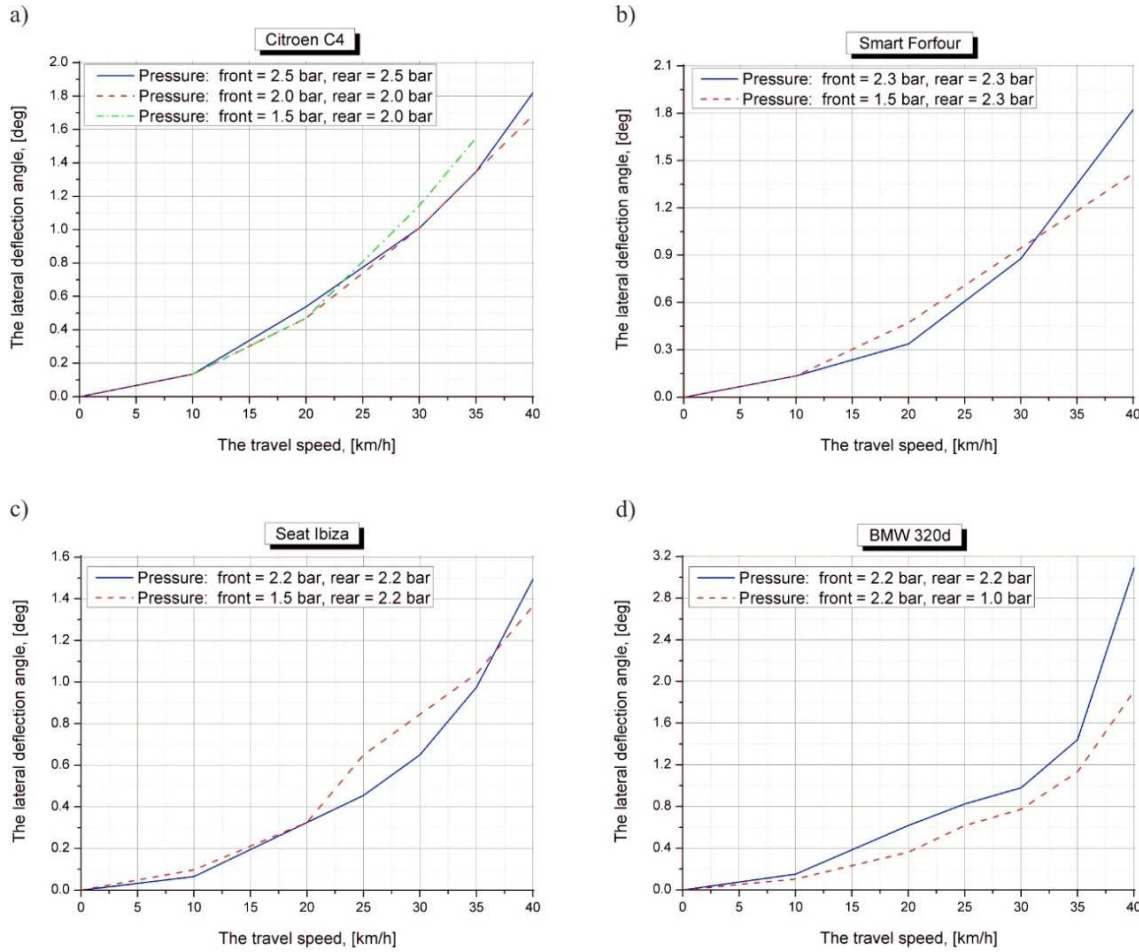 a)
Citroen C4
Pressure: front = 2.5 bar, rear = 2.5 bar
Pressure: front = 2.0 bar, rear = 2.0 bar
Pressure: front = 1.5 bar, rear = 2.0 bar
The lateral deflection angle, [deg]
2.0
1.8
1.6
1.4
1.2
1.0
0.8
0.6
0.4
0.2
0.0
0 5 10 15 20 25 30 35 40
The travel speed, [km/h]
b)
Smart Forfour
Pressure: front = 2.3 bar, rear = 2.3 bar
Pressure: front = 1.5 bar, rear = 2.3 bar
The lateral deflection angle, [deg]
2.1
1.8
1.5
1.2
0.9
0.6
0.3
0.0
0 5 10 15 20 25 30 35 40
The travel speed, [km/h]
c)
Seat Ibiza
Pressure: front = 2.2 bar, rear = 2.2 bar
Pressure: front = 1.5 bar, rear = 2.2 bar
The lateral deflection angle, [deg]
1.6
1.4
1.2
1.0
0.8
0.6
0.4
0.2
0.0
0 5 10 15 20 25 30 35 40
The travel speed, [km/h]
d)
BMW 320d
Pressure: front = 2.2 bar, rear = 2.2 bar
Pressure: front = 2.2 bar, rear = 1.0 bar
The lateral deflection angle, [deg]
3.2
2.8
2.4
2.0
1.6
1.2
0.8
0.4
0.0
0 5 10 15 20 25 30 35 40
The travel speed, [km/h]